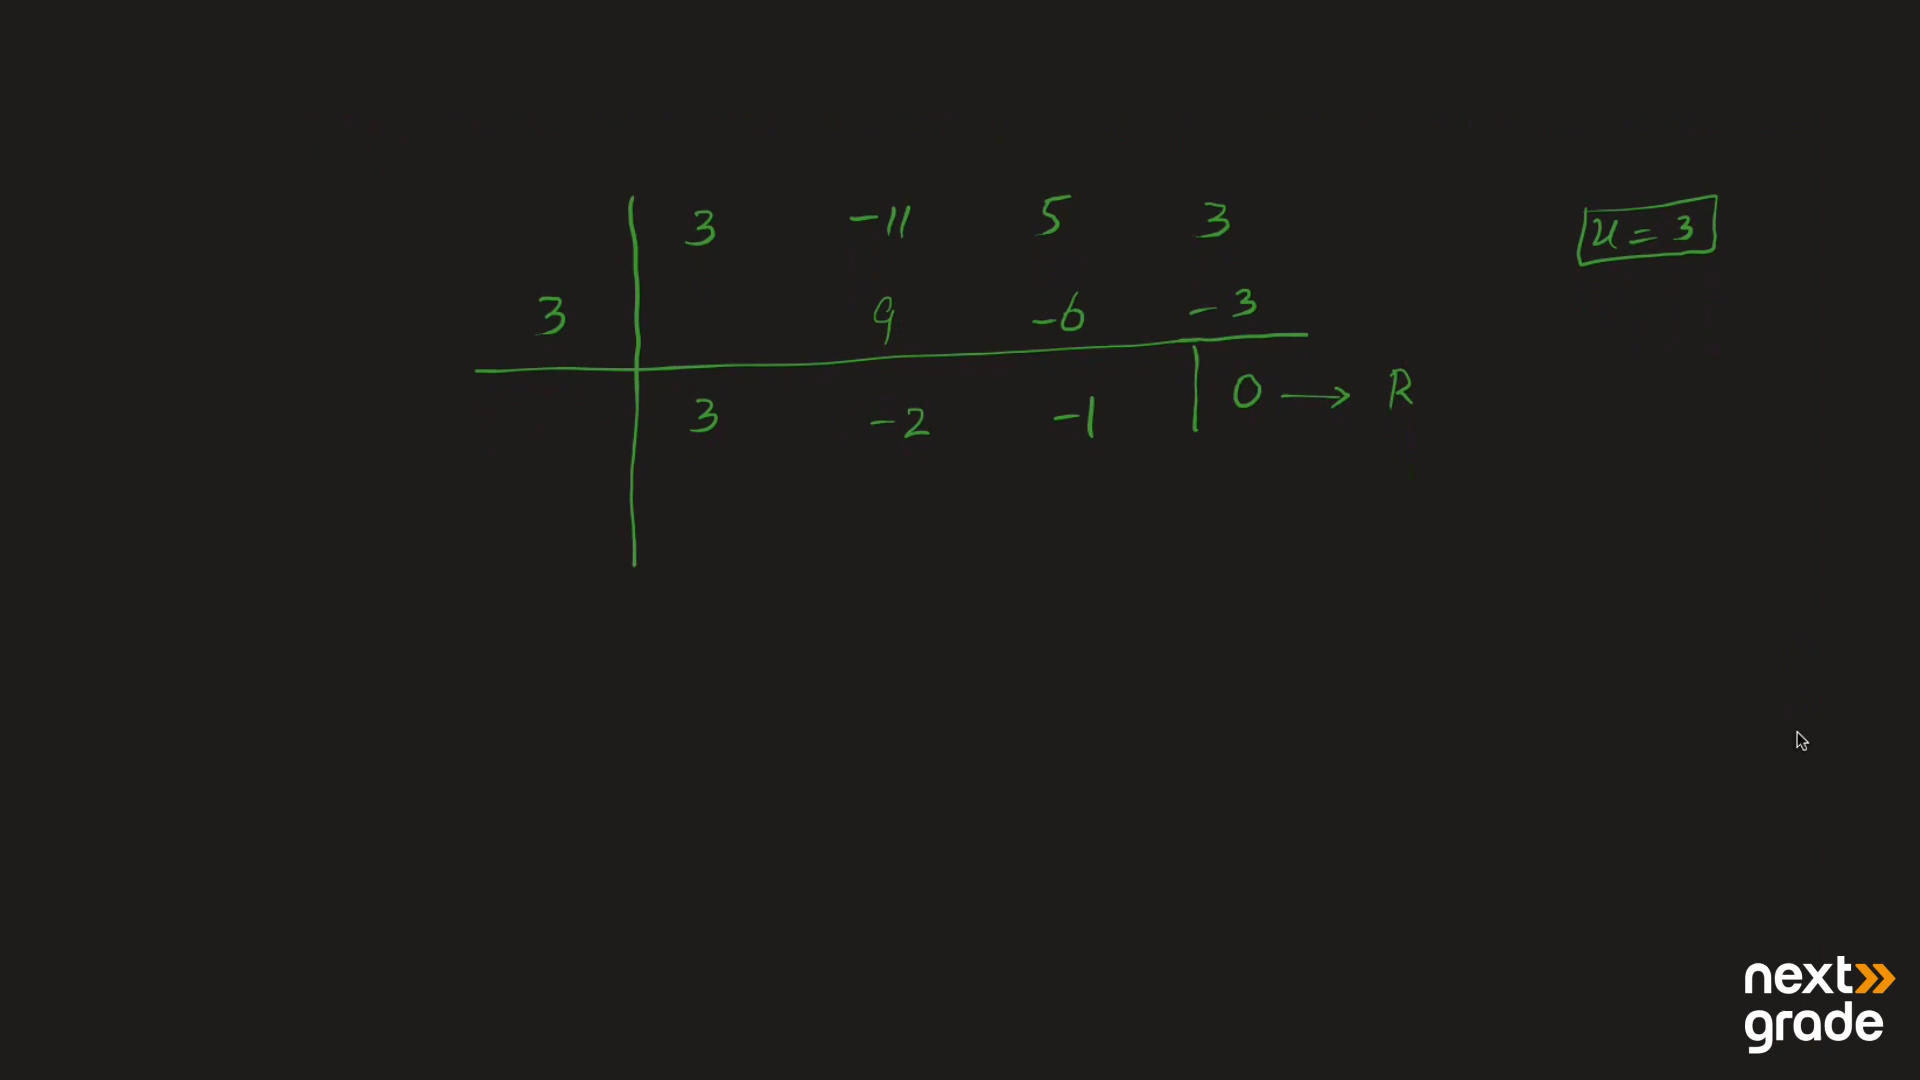 3 -11 5 3 x = 3
3 9 -6 -3
3 -2 -1 0 → R
next
grade